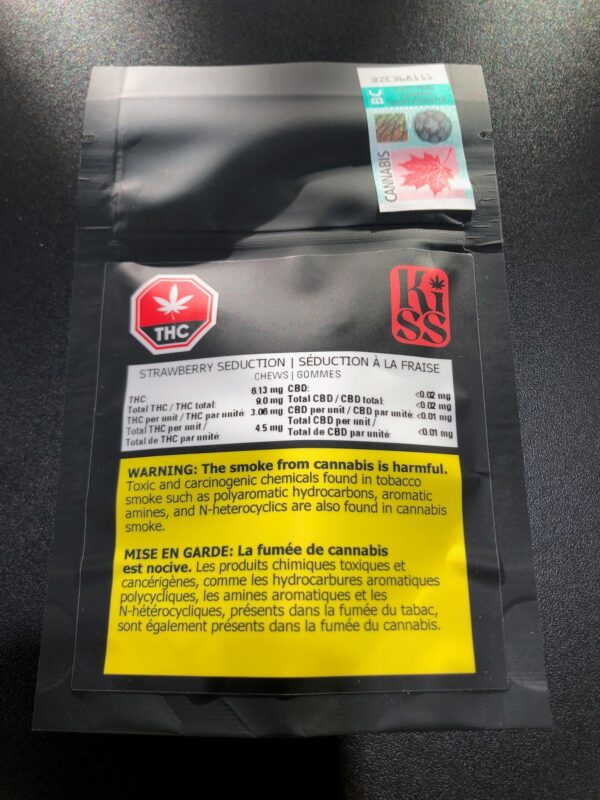 BC
CANNABIS
THC
KiSS
STRAWBERRY SEDUCTION | SÉDUCTION À LA FRAISE
CHEWS | GOMMES
THC: 6.13 mg CBD: <0.02 mg
Total THC / THC total: 9.0 mg Total CBD / CBD total: <0.02 mg
THC per unit / THC par unité: 3.06 mg CBD per unit / CBD par unité: <0.01 mg
Total THC per unit / Total CBD per unit /
Total de THC par unité: 4.5 mg Total de CBD par unité: <0.01 mg
WARNING: The smoke from cannabis is harmful.
Toxic and carcinogenic chemicals found in tobacco
smoke such as polyaromatic hydrocarbons, aromatic
amines, and N-heterocyclics are also found in cannabis
smoke.
MISE EN GARDE: La fumée de cannabis
est nocive. Les produits chimiques toxiques et
cancérigènes, comme les hydrocarbures aromatiques
polycycliques, les amines aromatiques et les
N-hétérocycliques, présents dans la fumée du tabac,
sont également présents dans la fumée du cannabis.